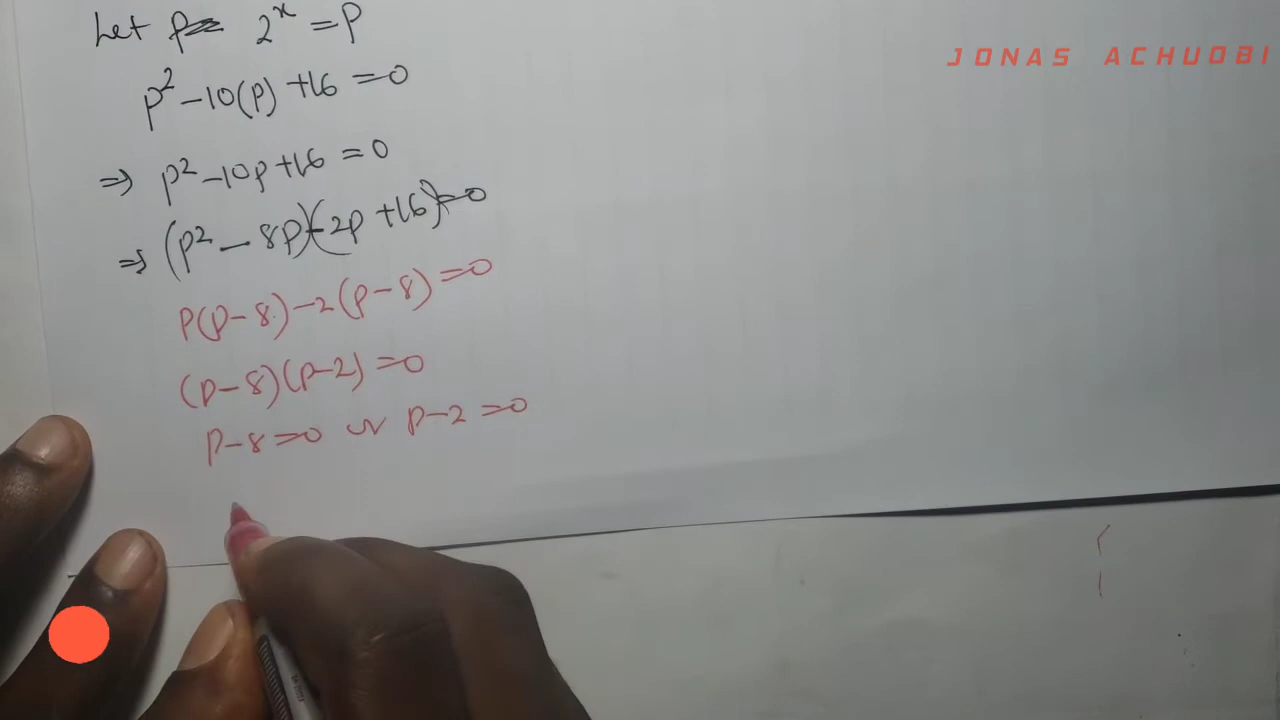 Let 2ˣ = P
JONAS ACHUOBI
p² - 10(p) + 16 = 0
⇒ p² - 10p + 16 = 0
⇒ (p² - 8p)(-2p + 16) = 0
P(p - 8) - 2(p - 8) = 0
(p - 8)(p - 2) = 0
p - 8 = 0 or p - 2 = 0